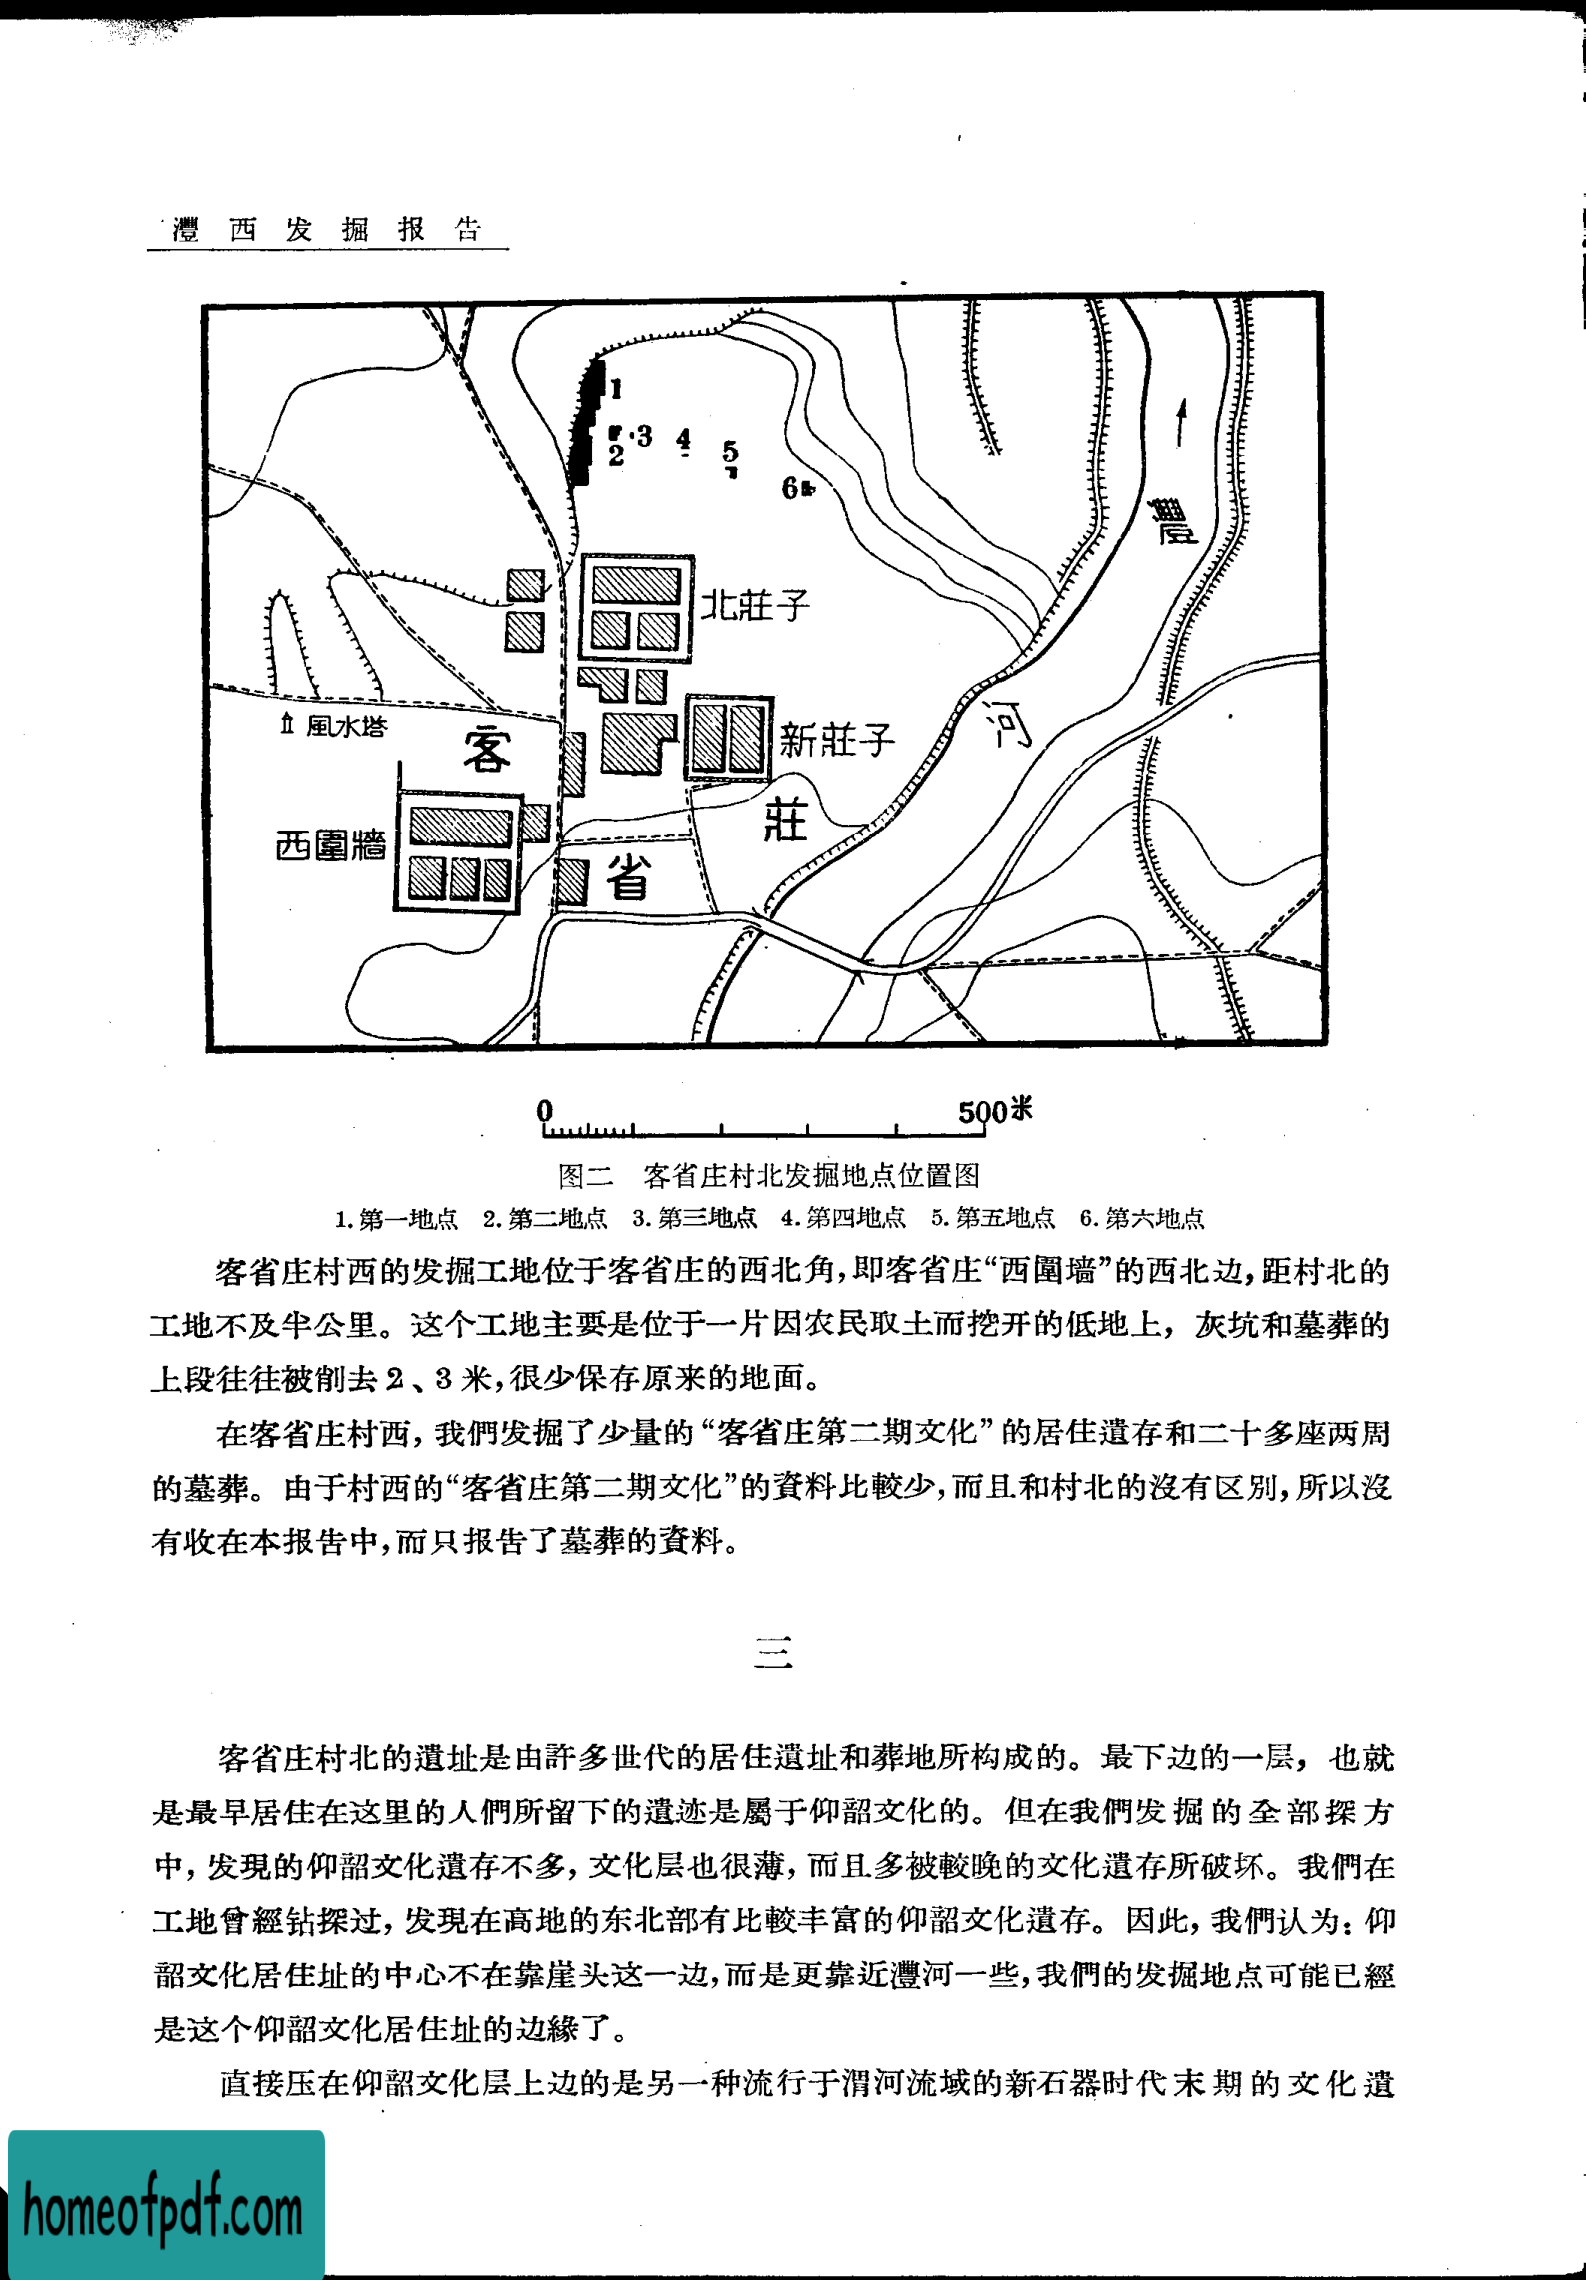 灃西发掘报告
1
2
3
4
5
6
灃
北莊子
河
風水塔
客
新莊子
莊
西圍牆
省
0
500米
图二 客省庄村北发掘地点位置图
1.第一地点 2.第二地点 3.第三地点 4.第四地点 5.第五地点 6.第六地点
客省庄村西的发掘工地位于客省庄的西北角，即客省庄“西圍墙”的西北边，距村北的
工地不及半公里。这个工地主要是位于一片因农民取土而挖开的低地上，灰坑和墓葬的
上段往往被削去2、3米，很少保存原来的地面。
在客省庄村西，我們发掘了少量的“客省庄第二期文化”的居住遺存和二十多座两周
的墓葬。由于村西的“客省庄第二期文化”的資料比較少，而且和村北的沒有区别，所以沒
有收在本报告中，而只报告了墓葬的資料。
三
客省庄村北的遺址是由許多世代的居住遺址和葬地所构成的。最下边的一层，也就
是最早居住在这里的人們所留下的遺迹是屬于仰韶文化的。但在我們发掘的全部探方
中，发現的仰韶文化遺存不多，文化层也很薄，而且多被較晚的文化遺存所破坏。我們在
工地曾經钻探过，发現在高地的东北部有比較丰富的仰韶文化遺存。因此，我們认为：仰
韶文化居住址的中心不在靠崖头这一边，而是更靠近灃河一些，我們的发掘地点可能已經
是这个仰韶文化居住址的边緣了。
直接压在仰韶文化层上边的是另一种流行于渭河流域的新石器时代末期的文化遺
homeofpdf.com